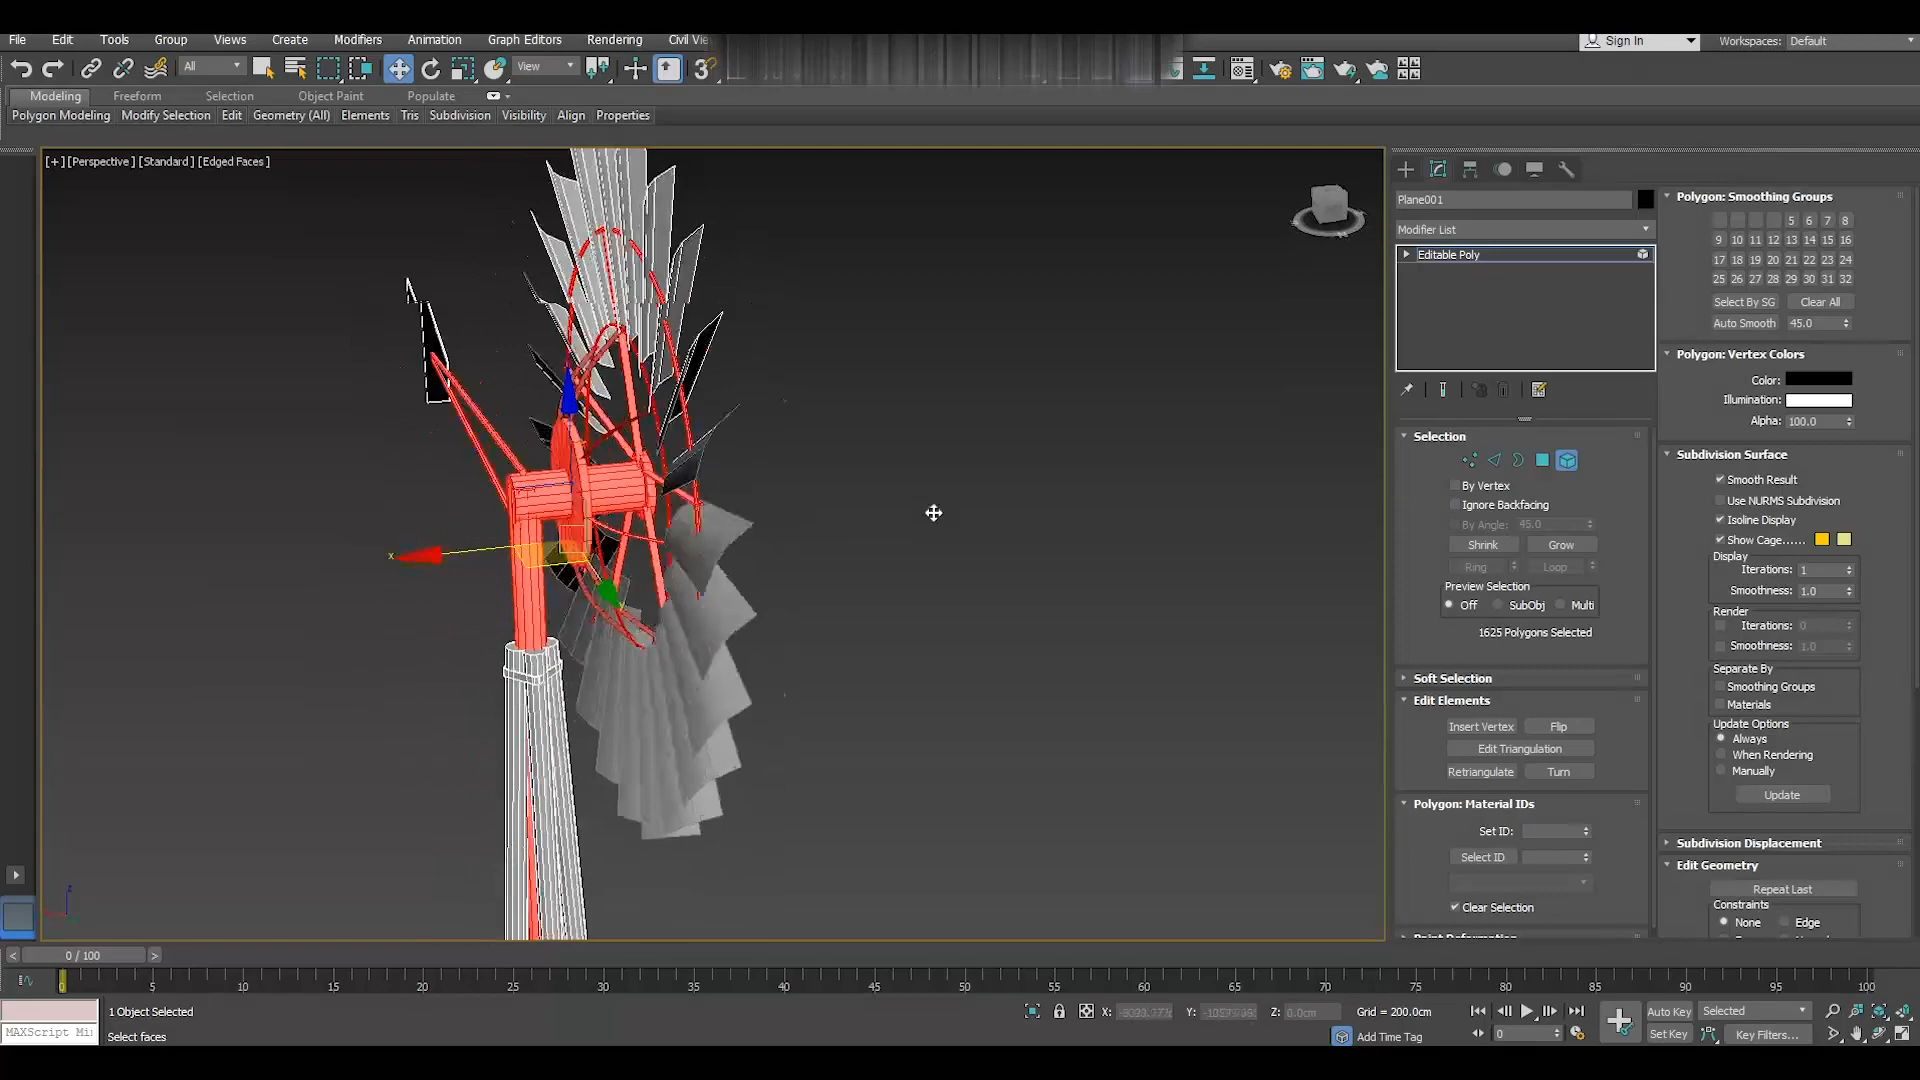 File Edit Tools Group Views Create Modifiers Animation Graph Editors Rendering Civil Vi
Sign In Workspaces: Default
All View
Modeling Freeform Selection Object Paint Populate
Polygon Modeling Modify Selection Edit Geometry (All) Elements Tris Subdivision Visibility Align Properties
[+] [Perspective] [Standard] [Edged Faces]
x
z
Plane001
Modifier List
Editable Poly
Selection
By Vertex
Ignore Backfacing
By Angle: 45.0
Shrink Grow
Ring Loop
Preview Selection
Off SubObj Multi
1625 Polygons Selected
Soft Selection
Edit Elements
Insert Vertex Flip
Edit Triangulation
Retriangulate Turn
Polygon: Material IDs
Set ID:
Select ID
Clear Selection
Polygon: Smoothing Groups
5 6 7 8
9 10 11 12 13 14 15 16
17 18 19 20 21 22 23 24
25 26 27 28 29 30 31 32
Select By SG Clear All
Auto Smooth 45.0
Polygon: Vertex Colors
Color:
Illumination:
Alpha: 100.0
Subdivision Surface
Smooth Result
Use NURMS Subdivision
Isoline Display
Show Cage......
Display
Iterations: 1
Smoothness: 1.0
Render
Iterations: 0
Smoothness: 1.0
Separate By
Smoothing Groups
Materials
Update Options
Always
When Rendering
Manually
Update
Subdivision Displacement
Edit Geometry
Repeat Last
Constraints
None Edge
< 0 / 100 >
0 5 10 15 20 25 30 35 40 45 50 55 60 65 70 75 80 85 90 95 100
1 Object Selected
X: Y: Z: 0.0cm Grid = 200.0cm
Auto Key Selected
MAXScript Mi
Select faces
Add Time Tag
0
Set Key Key Filters...